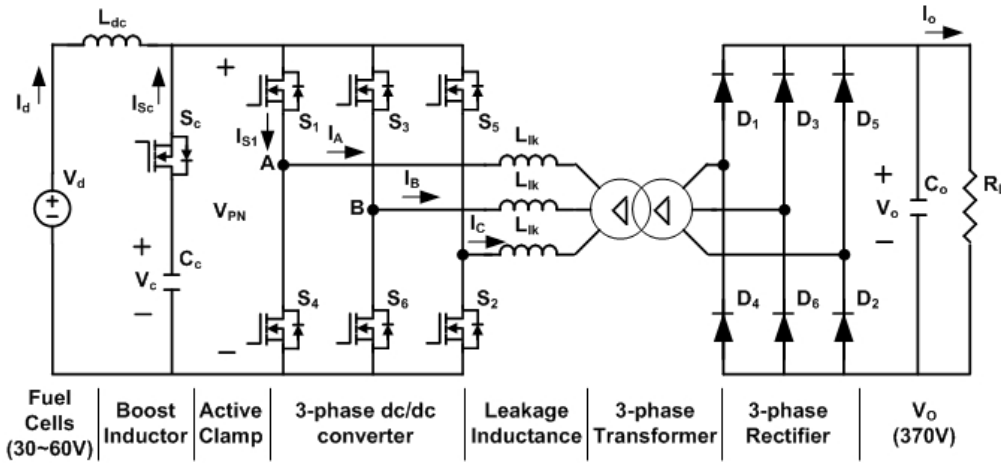 Ldc
Io
Id
ISc
Sc
Vd
+
Vc
−
Cc
+
VPN
−
S1
S3
S5
IS1
IA
A
IB
B
IC
Llk
Llk
Llk
S4
S6
S2
D1
D3
D5
D4
D6
D2
+
Vo
−
Co
Fuel Cells (30~60V)
Boost Inductor
Active Clamp
3-phase dc/dc converter
Leakage Inductance
3-phase Transformer
3-phase Rectifier
VO (370V)